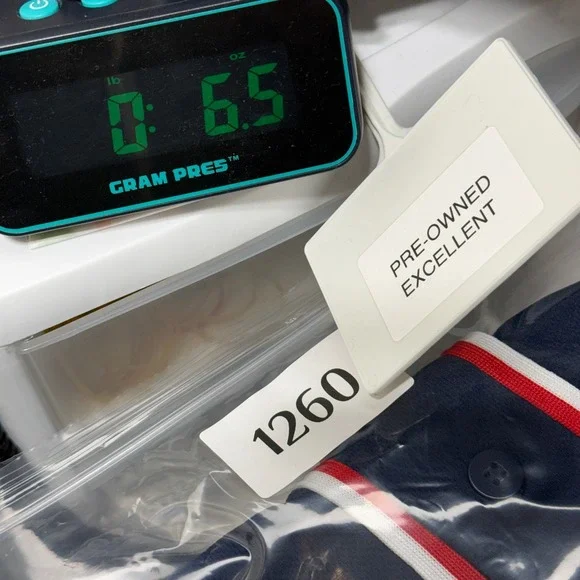 lb oz
0: 6.5
GRAM PRES™
PRE-OWNED
EXCELLENT
1260